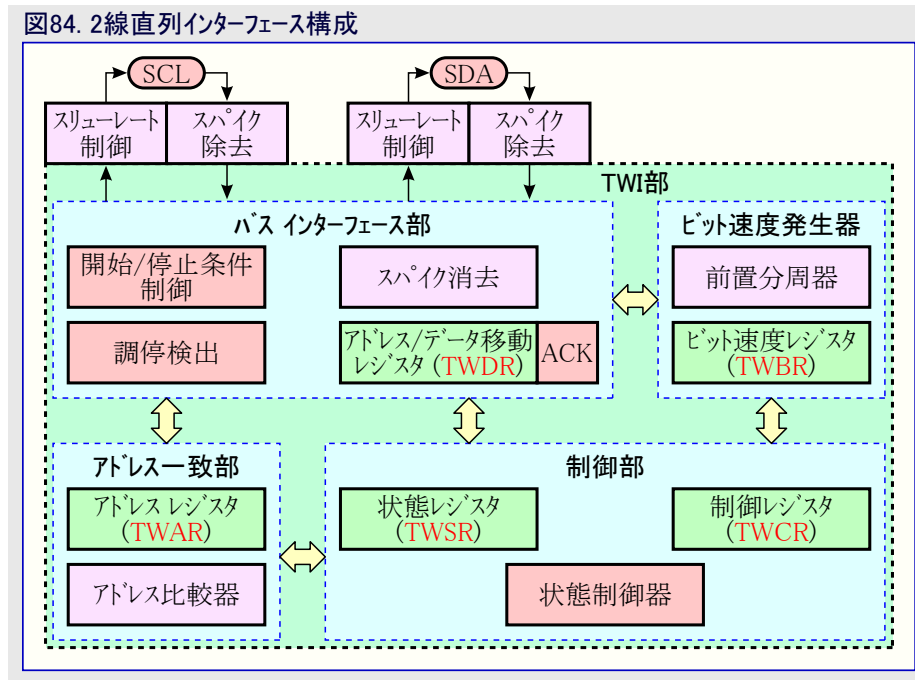 図84. 2線直列インターフェース構成
SCL
SDA
スリューレート
制御
スパイク
除去
スリューレート
制御
スパイク
除去
TWI部
バス インターフェース部
開始/停止条件
制御
スパイク消去
調停検出
アドレス/データ移動
レジスタ (TWDR)
ACK
ビット速度発生器
前置分周器
ビット速度レジスタ
(TWBR)
アドレス一致部
アドレス レジスタ
(TWAR)
アドレス比較器
制御部
状態レジスタ
(TWSR)
制御レジスタ
(TWCR)
状態制御器